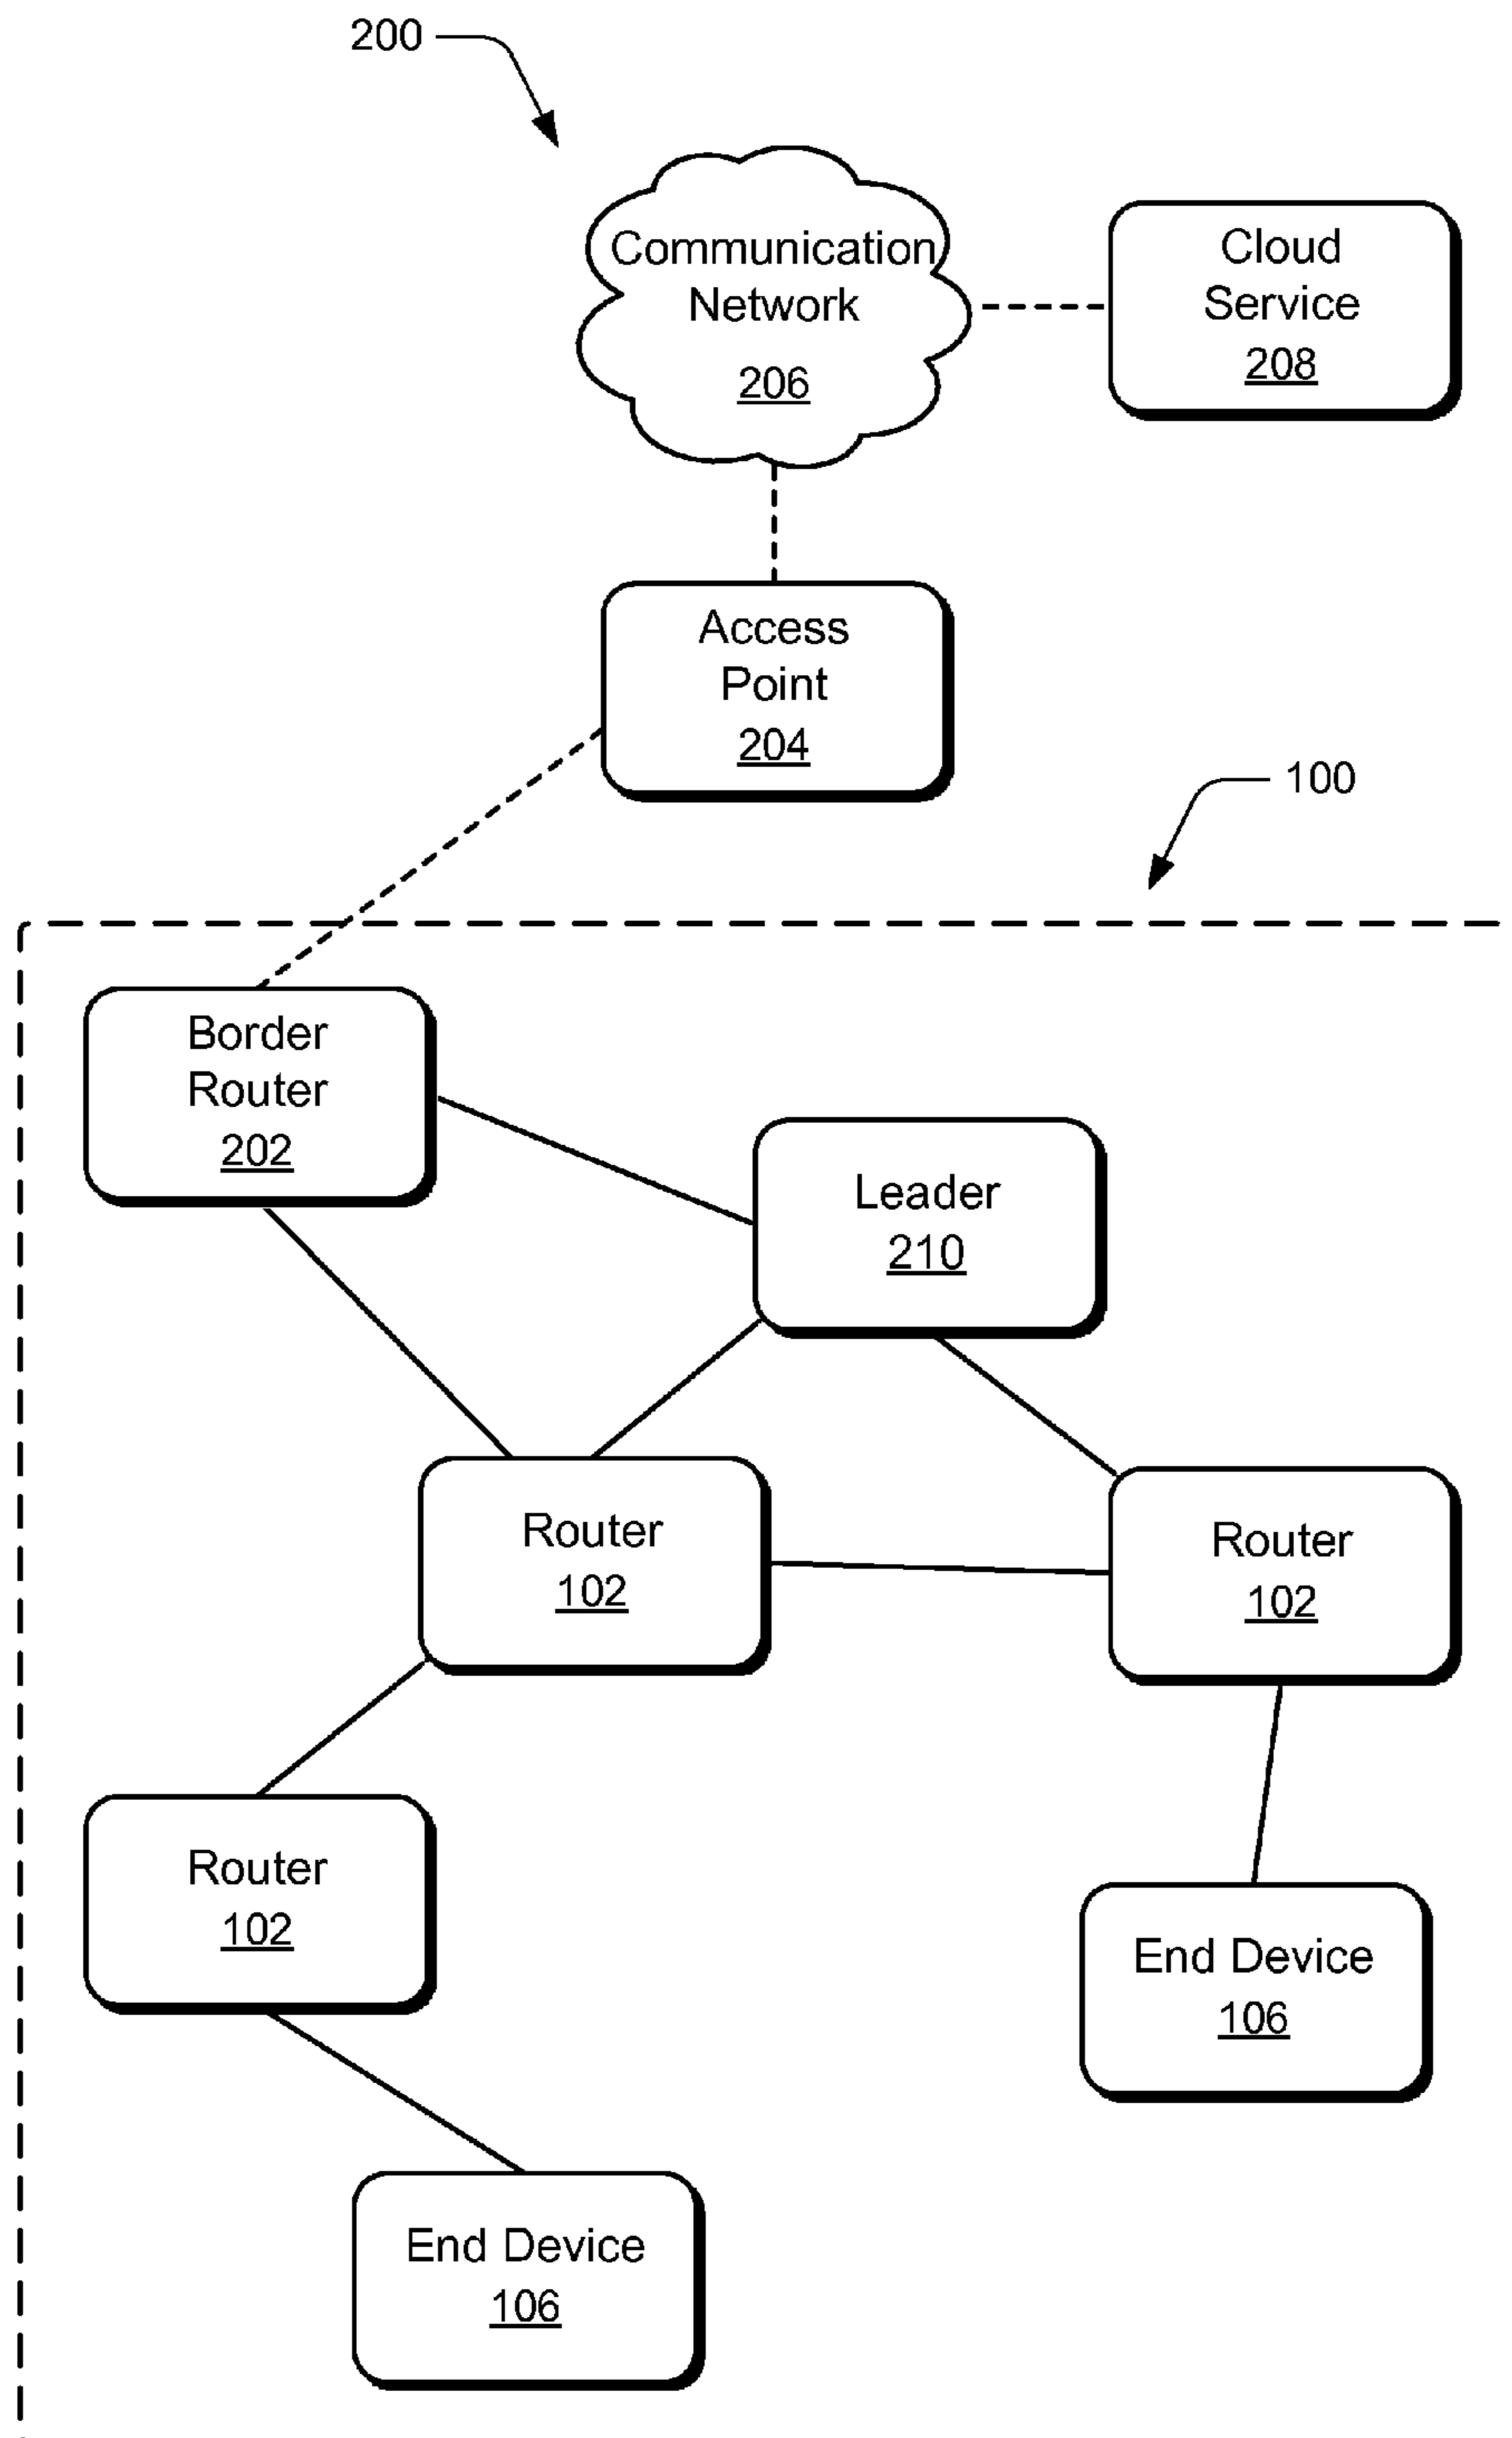 200
Communication
Network
206
Cloud
Service
208
Access
Point
204
100
Border
Router
202
Leader
210
Router
102
Router
102
Router
102
End Device
106
End Device
106